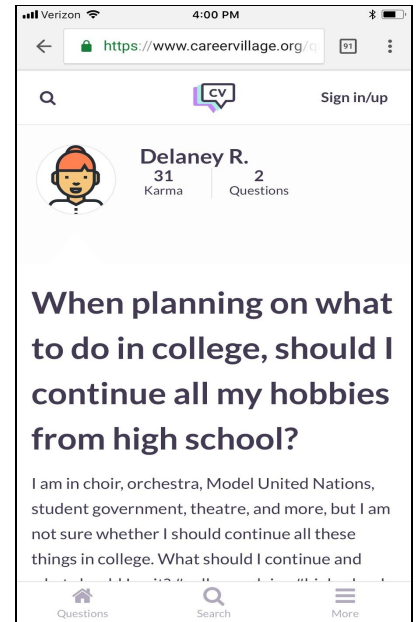 Verizon 4:00 PM
https://www.careervillage.org/q 91
CV Sign in/up
Delaney R.
31 2
Karma Questions
When planning on what
to do in college, should I
continue all my hobbies
from high school?
I am in choir, orchestra, Model United Nations,
student government, theatre, and more, but I am
not sure whether I should continue all these
things in college. What should I continue and
Questions Search More